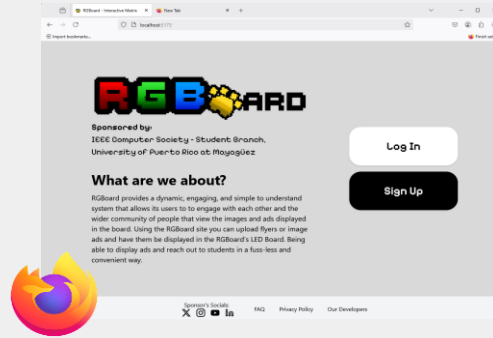 RGBoard - Interactive Matrix
New Tab
localhost:5173
Import bookmarks...
RGBOARD
Sponsored by:
IEEE Computer Society - Student Branch,
University of Puerto Rico at Mayagüez
Log In
Sign Up
What are we about?
RGBoard provides a dynamic, engaging, and simple to understand
system that allows its users to to engage with each other and the
wider community of people that view the images and ads displayed
in the board. Using the RGBoard site you can upload flyers or image
ads and have them be displayed in the RGBoard's LED Board. Being
able to display ads and reach out to students in a fuss-less and
convenient way.
Sponsor's Socials:
FAQ Privacy Policy Our Developers